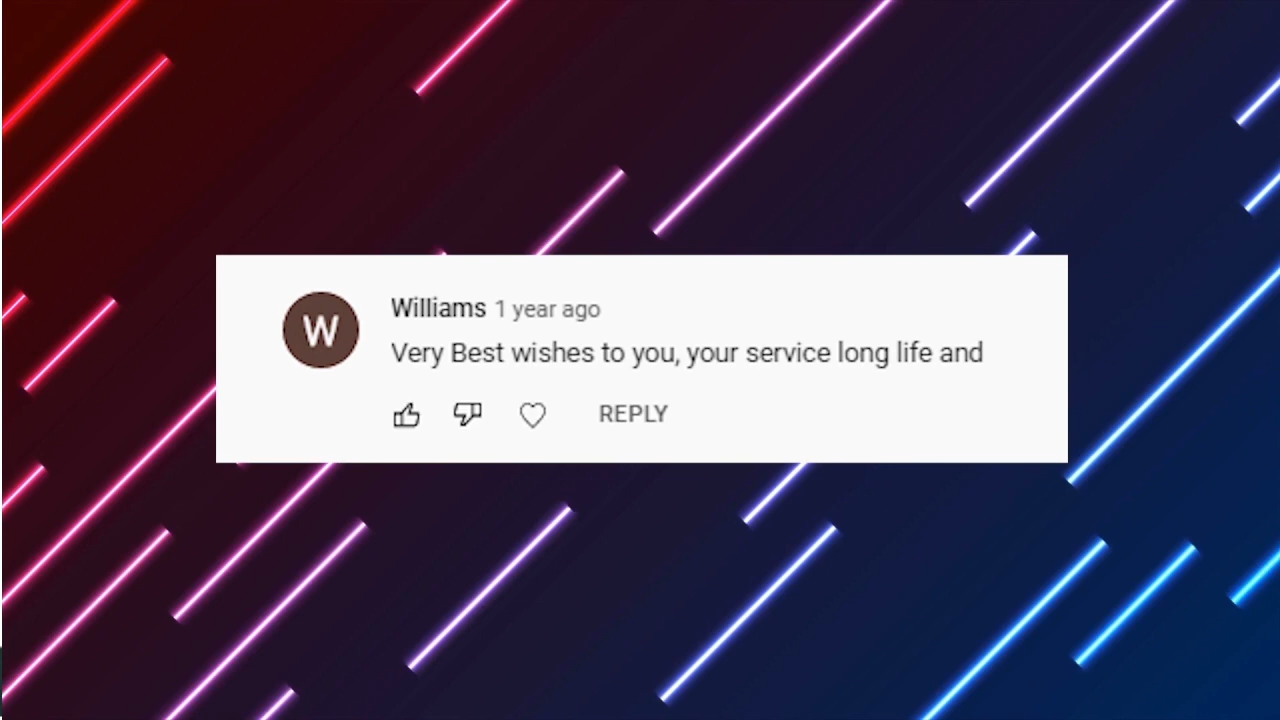 W
Williams 1 year ago
Very Best wishes to you, your service long life and
REPLY